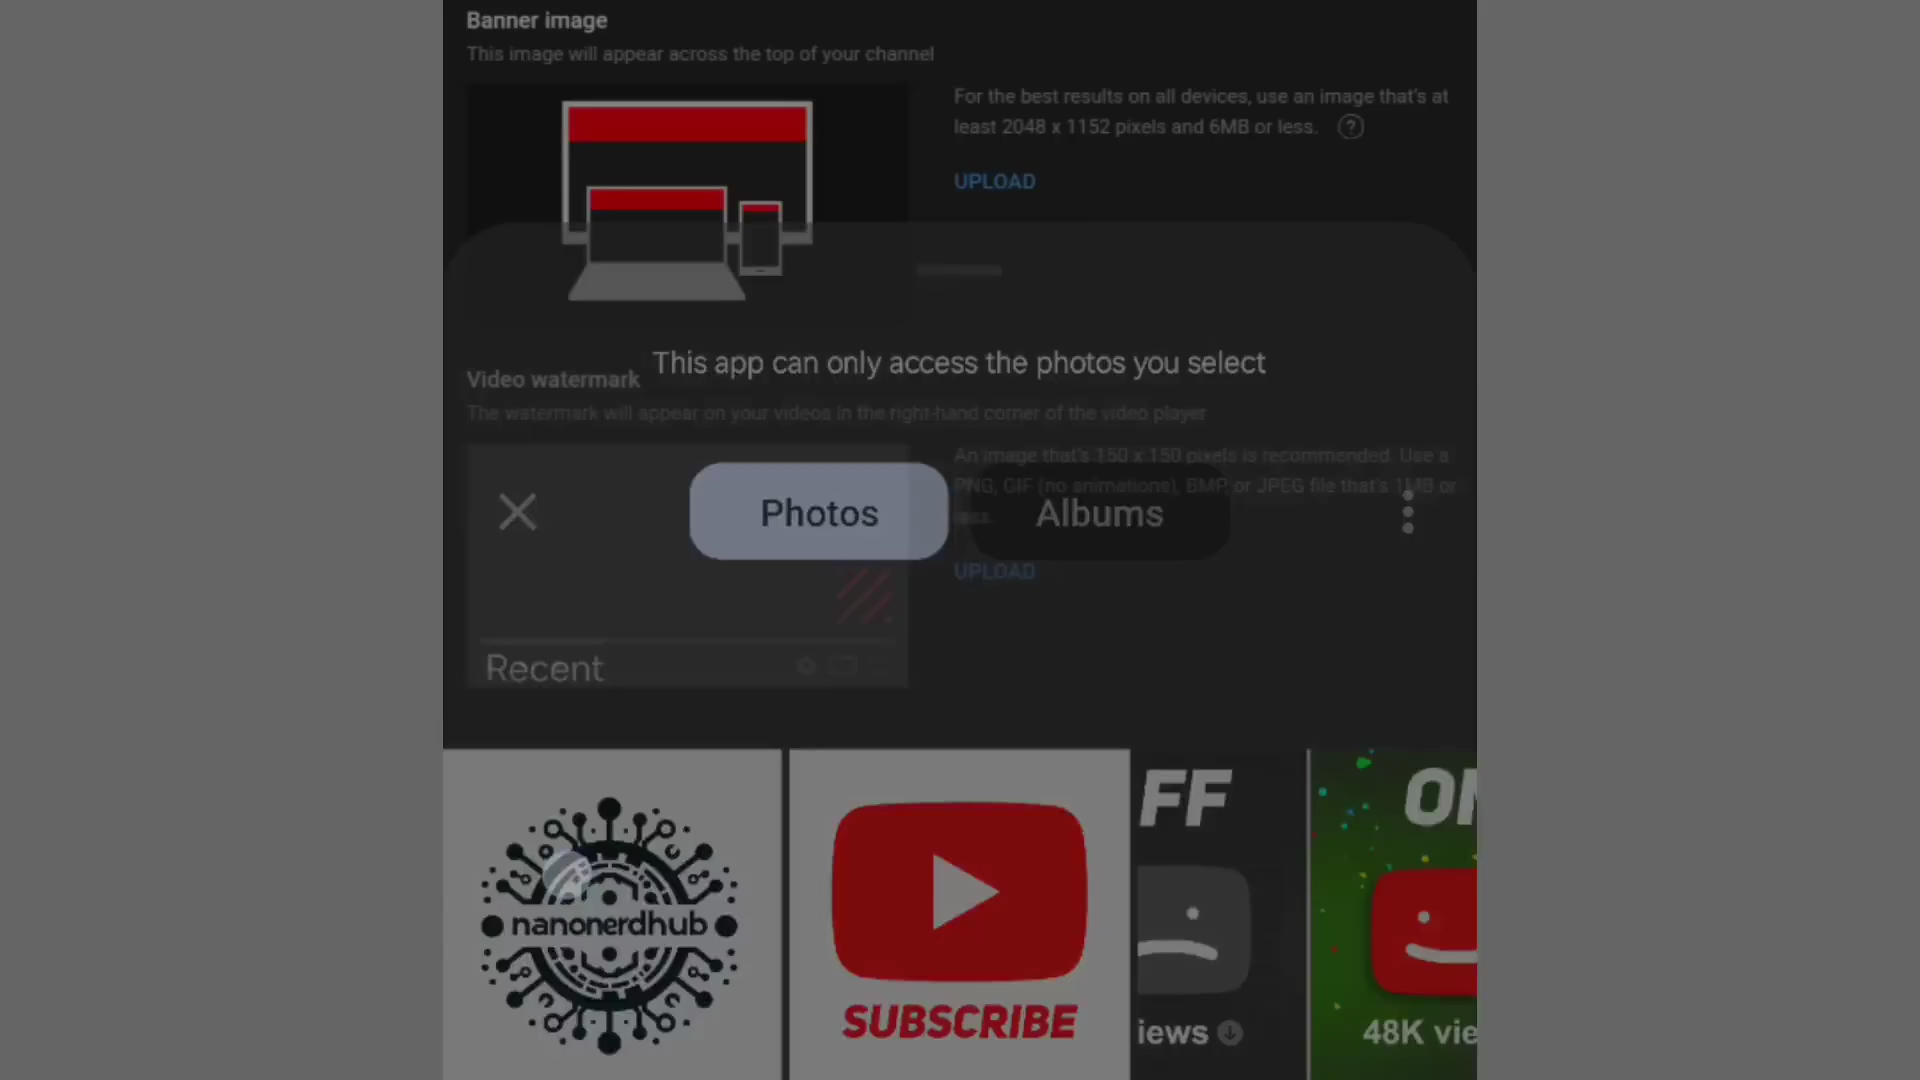 Banner image
This image will appear across the top of your channel
For the best results on all devices, use an image that's at
least 2048 x 1152 pixels and 6MB or less.
UPLOAD
This app can only access the photos you select
Video watermark
The watermark will appear on your videos in the right-hand corner of the video player
An image that's 150 x 150 pixels is recommended. Use a
PNG, GIF (no animations), BMP, or JPEG file that's 1MB or
less.
Photos
Albums
UPLOAD
Recent
nanonerdhub
SUBSCRIBE
FF
iews
48K vie